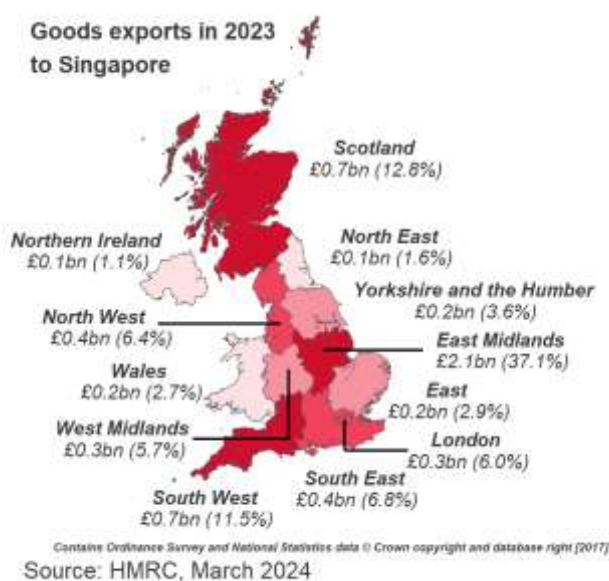 Goods exports in 2023
to Singapore
Scotland
£0.7bn (12.8%)
Northern Ireland
£0.1bn (1.1%)
North East
£0.1bn (1.6%)
Yorkshire and the Humber
£0.2bn (3.6%)
North West
£0.4bn (6.4%)
East Midlands
£2.1bn (37.1%)
Wales
£0.2bn (2.7%)
East
£0.2bn (2.9%)
West Midlands
£0.3bn (5.7%)
London
£0.3bn (6.0%)
South East
£0.4bn (6.8%)
South West
£0.7bn (11.5%)
Contains Ordinance Survey and National Statistics data © Crown copyright and database right [2017]
Source: HMRC, March 2024